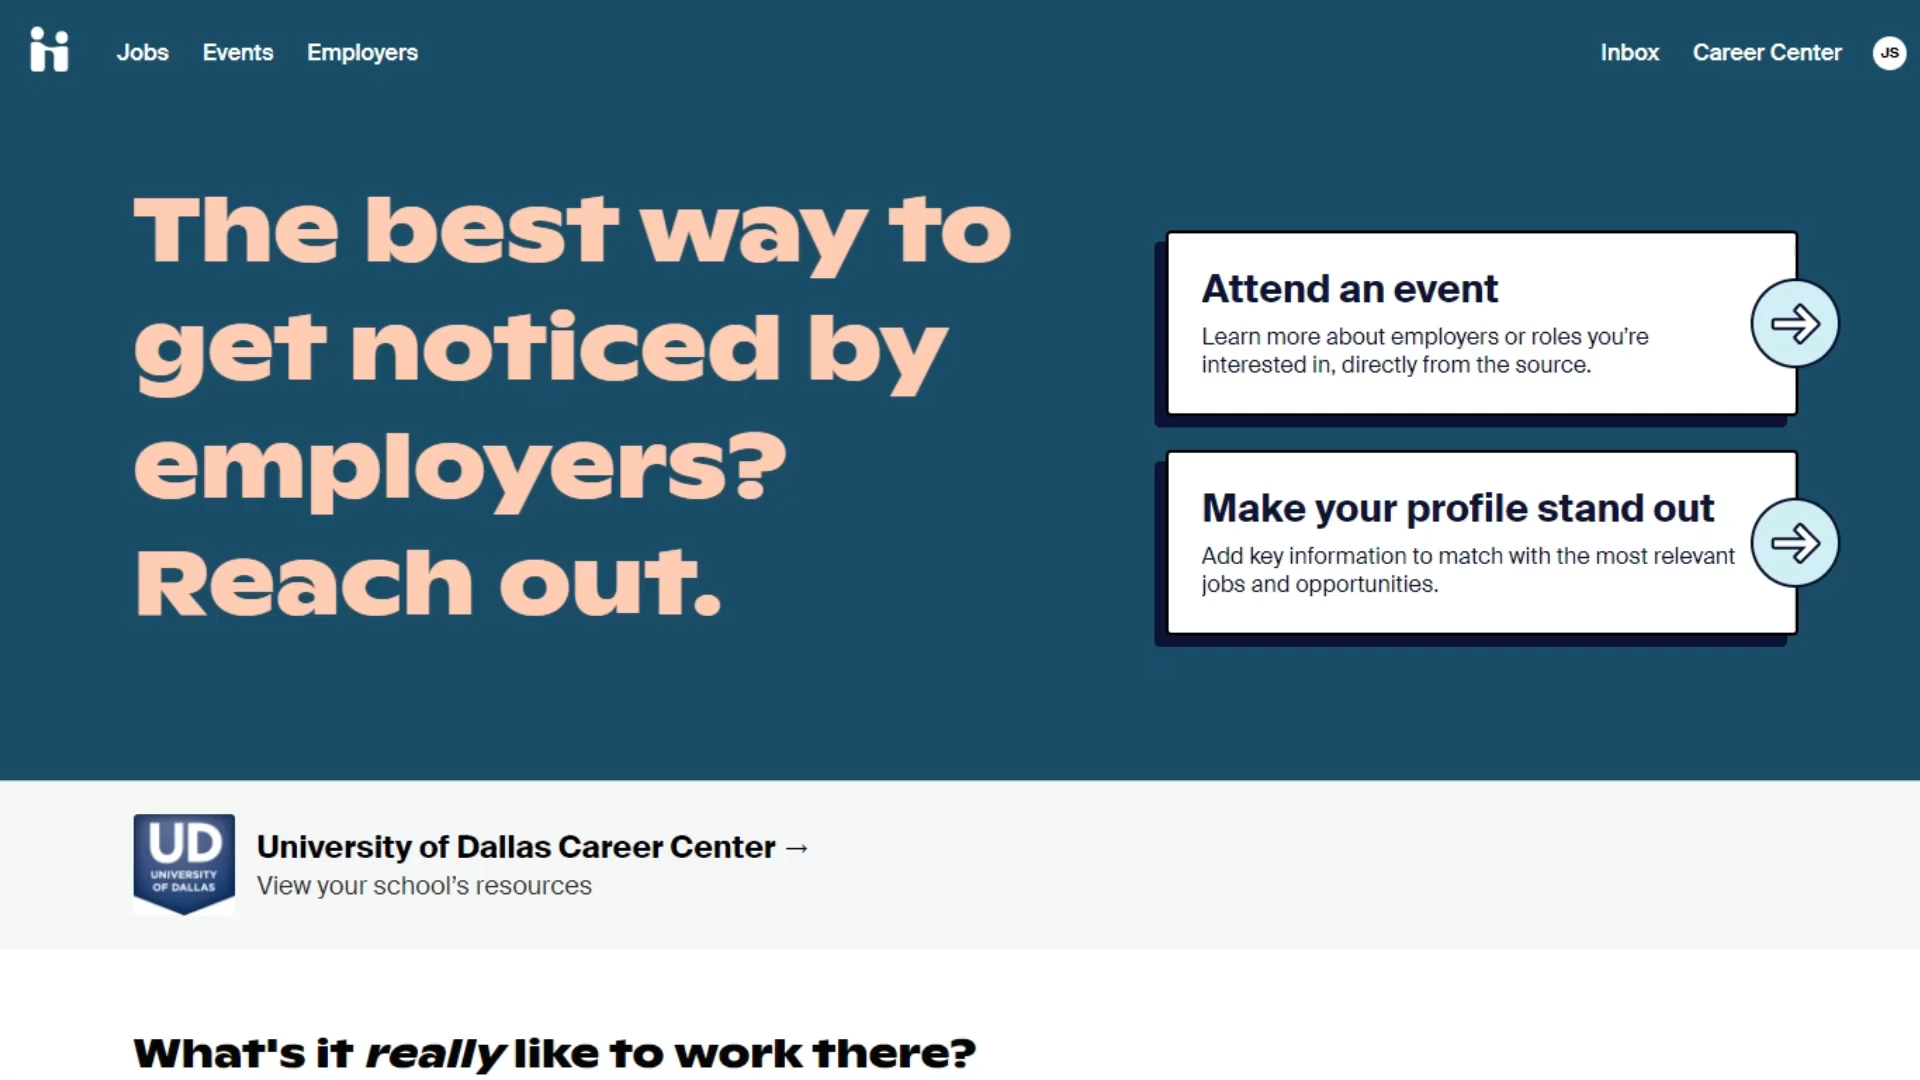 Jobs
Events
Employers
Inbox
Career Center
JS
The best way to
get noticed by
employers?
Reach out.
Attend an event
Learn more about employers or roles you’re
interested in, directly from the source.
Make your profile stand out
Add key information to match with the most relevant
jobs and opportunities.
UD
UNIVERSITY
OF DALLAS
University of Dallas Career Center →
View your school’s resources
What's it really like to work there?